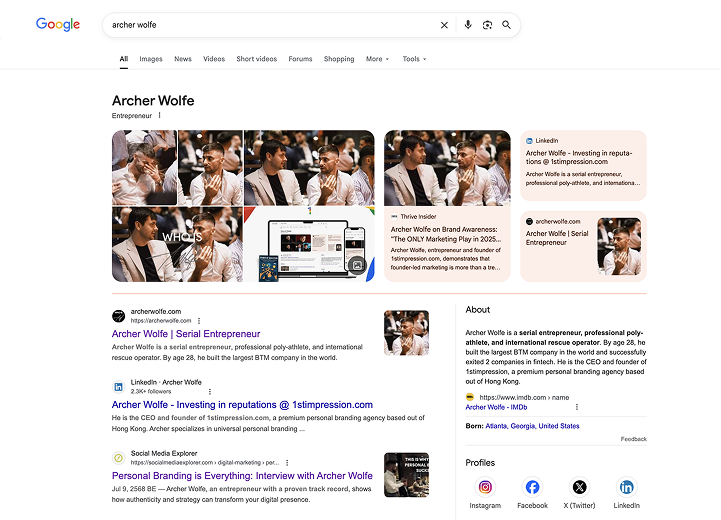 Google
archer wolfe
All Images News Videos Short videos Forums Shopping More Tools
Archer Wolfe
Entrepreneur
WHO IS
LinkedIn
Archer Wolfe - Investing in reputa-
tions @ 1stimpression.com
Archer Wolfe is a serial entrepreneur,
professional poly-athlete, and internationa...
Thrive Insider
Archer Wolfe on Brand Awareness:
"The ONLY Marketing Play in 2025...
Archer Wolfe, entrepreneur and founder of
1stimpression.com, demonstrates that
founder-led marketing is more than a tre...
archerwolfe.com
Archer Wolfe | Serial
Entrepreneur
archerwolfe.com
https://archerwolfe.com
Archer Wolfe | Serial Entrepreneur
Archer Wolfe is a serial entrepreneur, professional poly-athlete, and international
rescue operator. By age 28, he built the largest BTM company in the world.
LinkedIn · Archer Wolfe
2.3K+ followers
Archer Wolfe - Investing in reputations @ 1stimpression.com
He is the CEO and founder of 1stimpression.com, a premium personal branding agency based out of
Hong Kong. Archer specializes in universal personal branding ...
Social Media Explorer
https://socialmediaexplorer.com › digital-marketing › per...
Personal Branding is Everything: Interview with Archer Wolfe
Jul 9, 2568 BE — Archer Wolfe, an entrepreneur with a proven track record, shows
how authenticity and strategy can transform your digital presence.
THIS IS WHY
About
Archer Wolfe is a serial entrepreneur, professional poly-
athlete, and international rescue operator. By age 28, he
built the largest BTM company in the world and successfully
exited 2 companies in fintech. He is the CEO and founder of
1stimpression, a premium personal branding agency based
out of Hong Kong.
https://www.imdb.com › name
Archer Wolfe - IMDb
Born: Atlanta, Georgia, United States
Feedback
Profiles
Instagram Facebook X (Twitter) LinkedIn